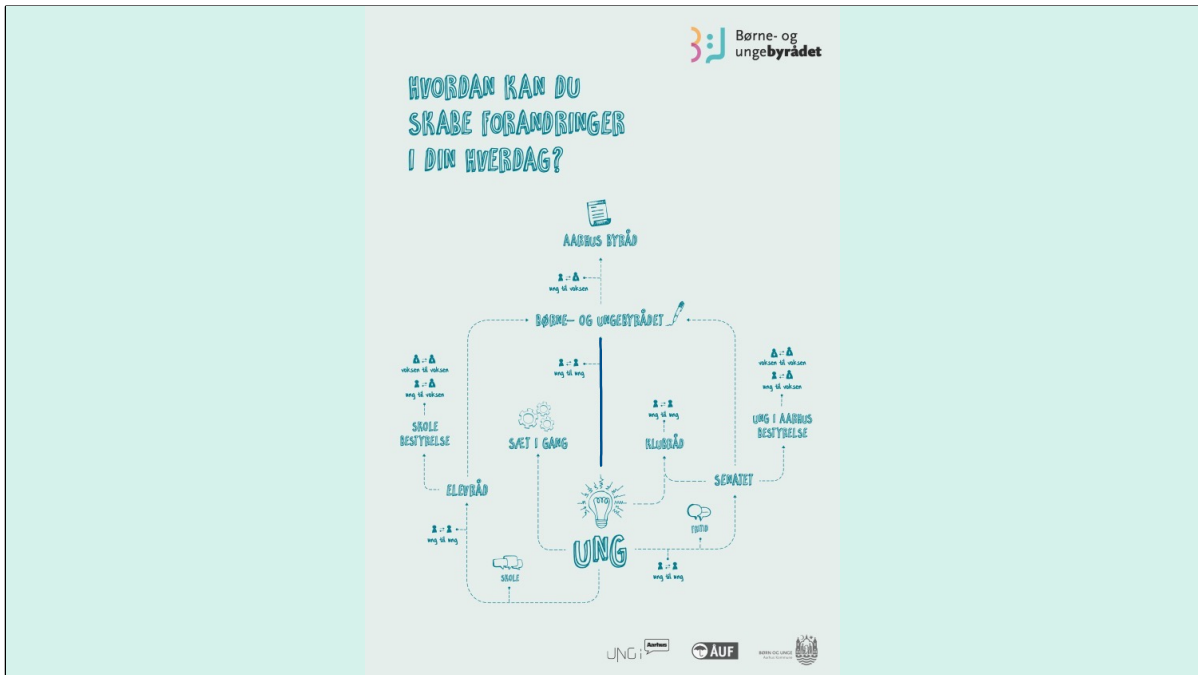 Børne- og
ungebyrådet
HVORDAN KAN DU
SKABE FORANDRINGER
I DIN HVERDAG?
AARHUS BYRÅD
ung til voksen
BØRNE- OG UNGEBYRÅDET
voksen til voksen
ung til voksen
ung til ung
voksen til voksen
ung til voksen
SKOLE
BESTYRELSE
SÆT I GANG
ung til ung
KLUBRÅD
UNG I AARHUS
BESTYRELSE
ELEVRÅD
SENATET
ung til ung
FRITID
UNG
SKOLE
ung til ung
UNG i Aarhus
ÅUF
BØRN OG UNGE
Aarhus Kommune